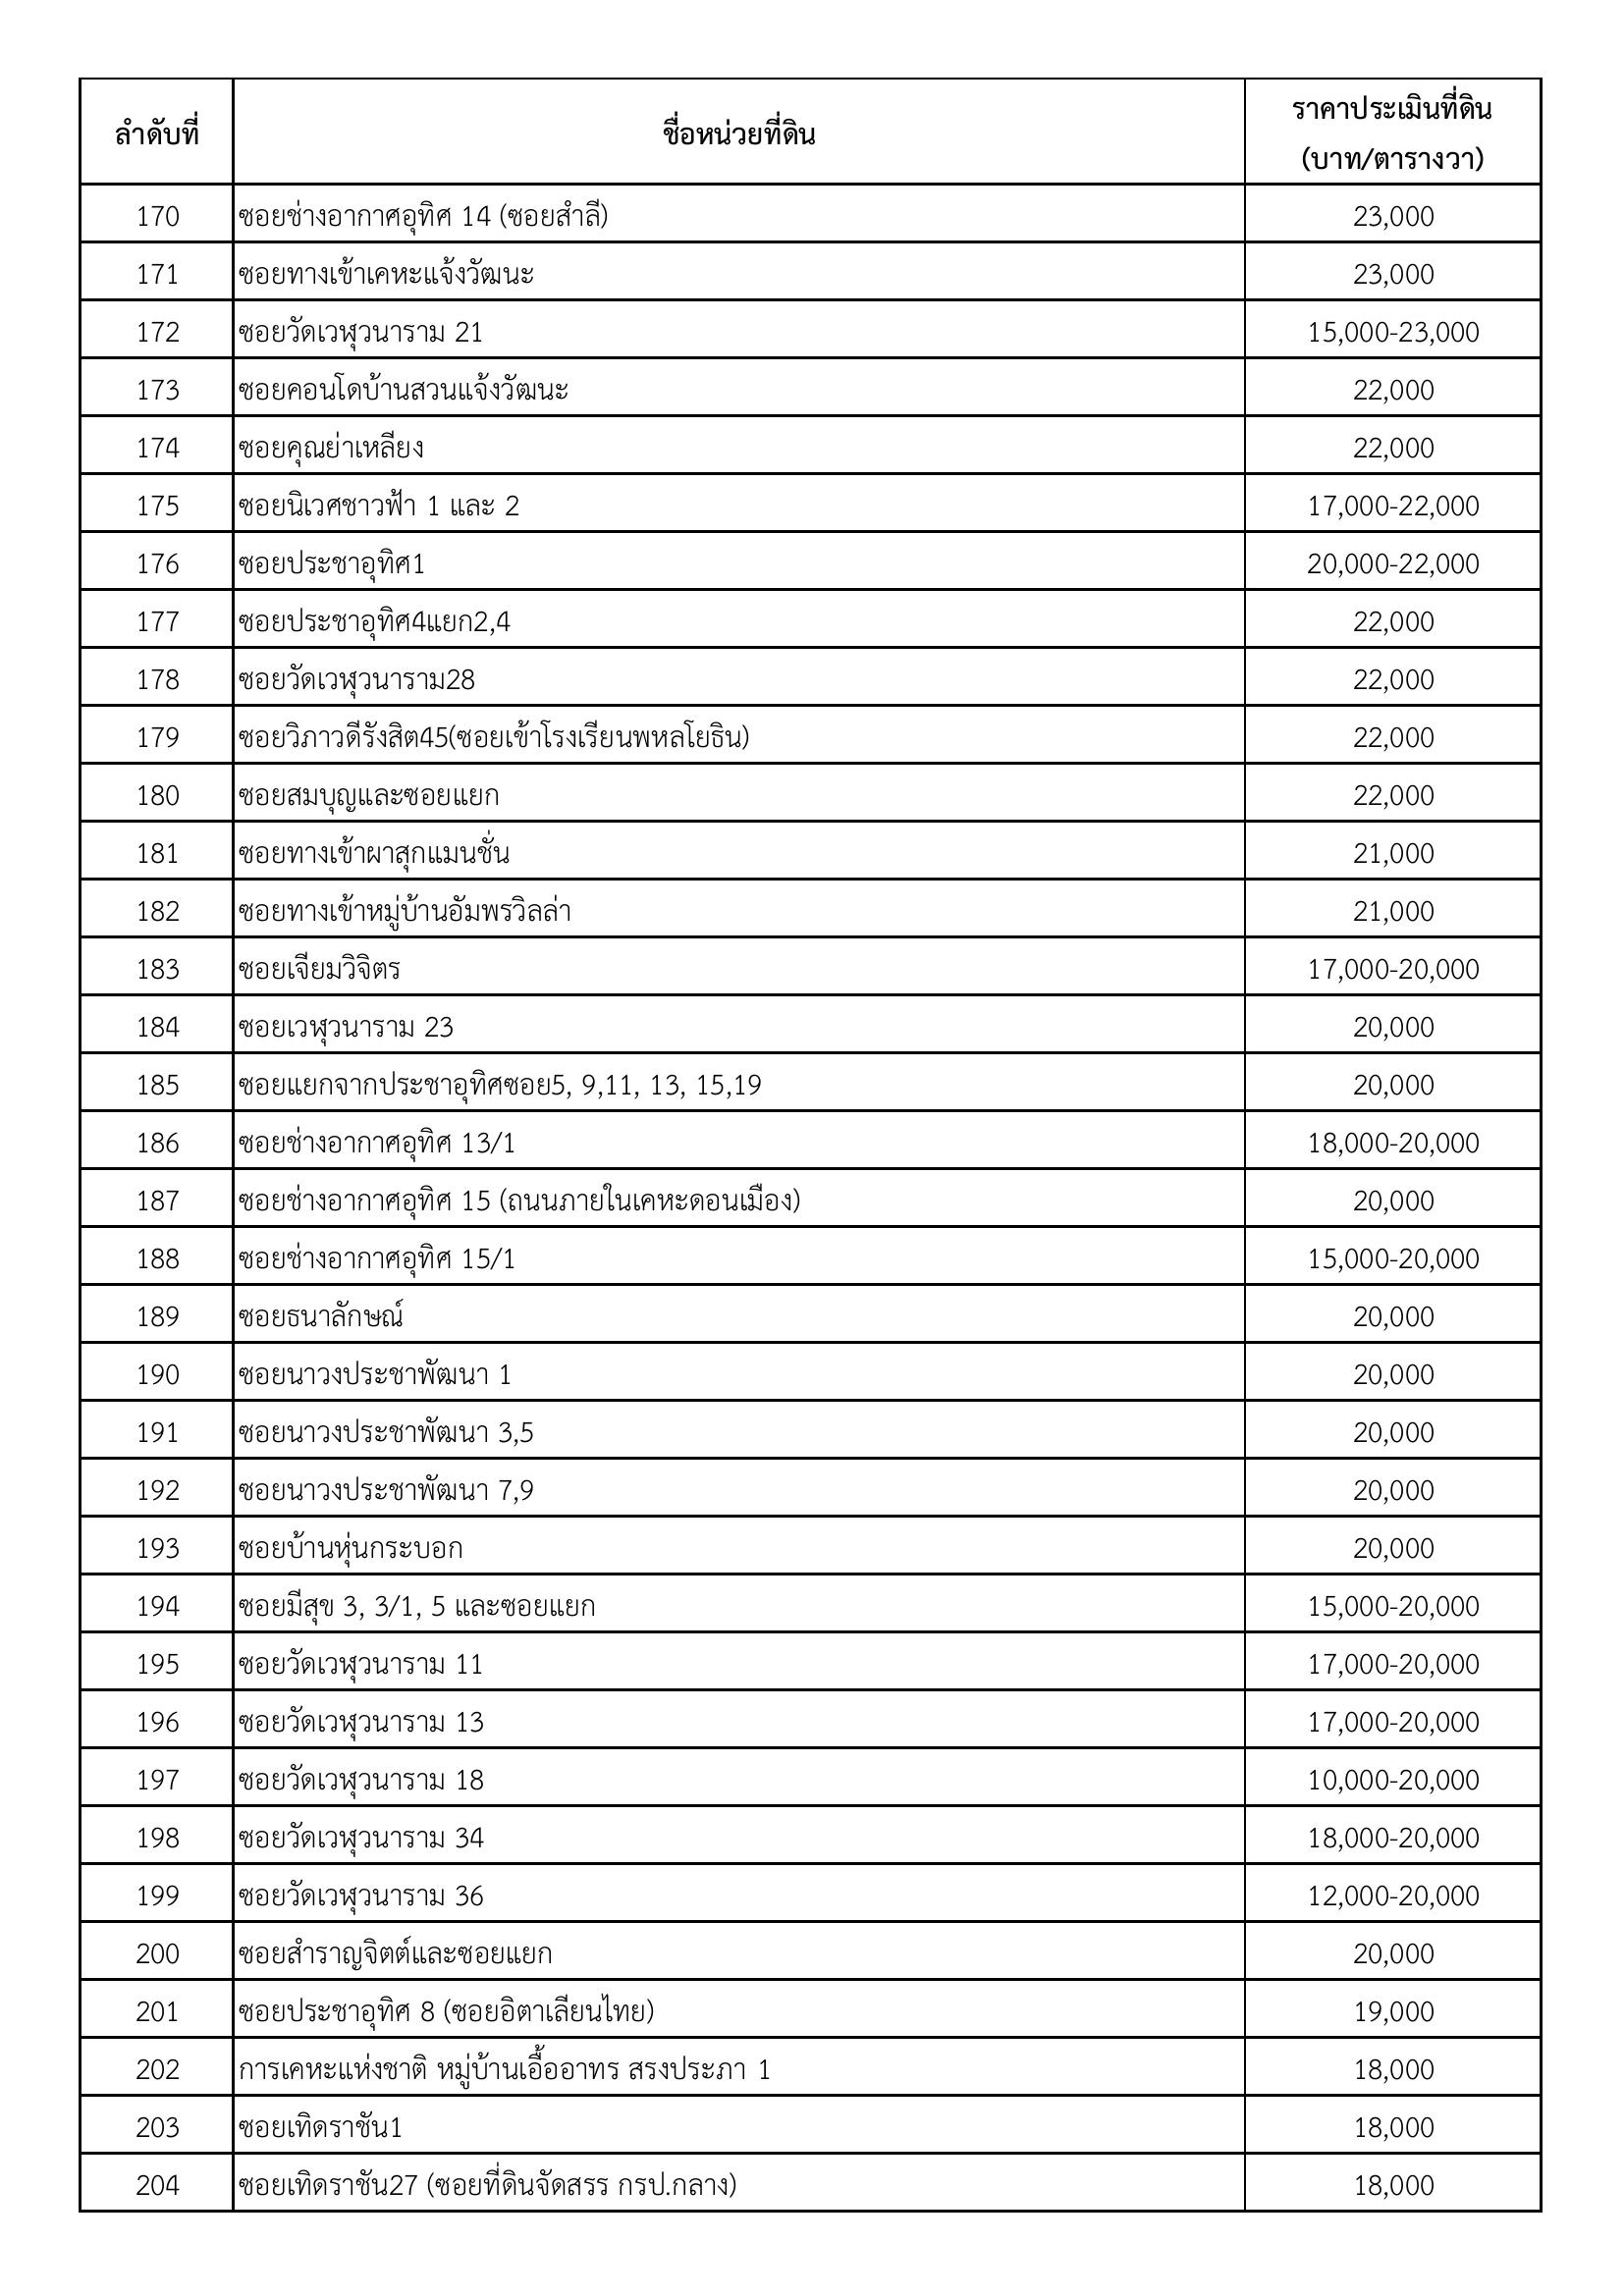 ลำดับที่ ชื่อหน่วยที่ดิน ราคาประเมินที่ดิน
(บาท/ตารางวา)
170 ซอยช่างอากาศอุทิศ 14 (ซอยสำลี) 23,000
171 ซอยทางเข้าเคหะแจ้งวัฒนะ 23,000
172 ซอยวัดเวฬุวนาราม 21 15,000-23,000
173 ซอยคอนโดบ้านสวนแจ้งวัฒนะ 22,000
174 ซอยคุณย่าเหลียง 22,000
175 ซอยนิเวศชาวฟ้า 1 และ 2 17,000-22,000
176 ซอยประชาอุทิศ1 20,000-22,000
177 ซอยประชาอุทิศ4แยก2,4 22,000
178 ซอยวัดเวฬุวนาราม28 22,000
179 ซอยวิภาวดีรังสิต45(ซอยเข้าโรงเรียนพหลโยธิน) 22,000
180 ซอยสมบุญและซอยแยก 22,000
181 ซอยทางเข้าผาสุกแมนชั่น 21,000
182 ซอยทางเข้าหมู่บ้านอัมพรวิลล่า 21,000
183 ซอยเจียมวิจิตร 17,000-20,000
184 ซอยเวฬุวนาราม 23 20,000
185 ซอยแยกจากประชาอุทิศซอย5, 9,11, 13, 15,19 20,000
186 ซอยช่างอากาศอุทิศ 13/1 18,000-20,000
187 ซอยช่างอากาศอุทิศ 15 (ถนนภายในเคหะดอนเมือง) 20,000
188 ซอยช่างอากาศอุทิศ 15/1 15,000-20,000
189 ซอยธนาลักษณ์ 20,000
190 ซอยนาวงประชาพัฒนา 1 20,000
191 ซอยนาวงประชาพัฒนา 3,5 20,000
192 ซอยนาวงประชาพัฒนา 7,9 20,000
193 ซอยบ้านหุ่นกระบอก 20,000
194 ซอยมีสุข 3, 3/1, 5 และซอยแยก 15,000-20,000
195 ซอยวัดเวฬุวนาราม 11 17,000-20,000
196 ซอยวัดเวฬุวนาราม 13 17,000-20,000
197 ซอยวัดเวฬุวนาราม 18 10,000-20,000
198 ซอยวัดเวฬุวนาราม 34 18,000-20,000
199 ซอยวัดเวฬุวนาราม 36 12,000-20,000
200 ซอยสำราญจิตต์และซอยแยก 20,000
201 ซอยประชาอุทิศ 8 (ซอยอิตาเลียนไทย) 19,000
202 การเคหะแห่งชาติ หมู่บ้านเอื้ออาทร สรงประภา 1 18,000
203 ซอยเทิดราชัน1 18,000
204 ซอยเทิดราชัน27 (ซอยที่ดินจัดสรร กรป.กลาง) 18,000